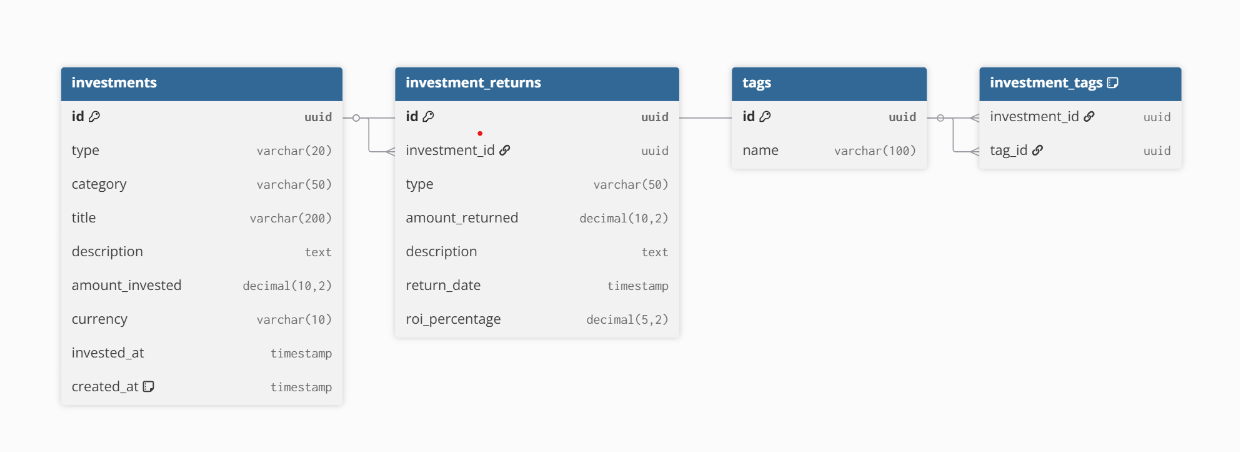 investments
id uuid
type varchar(20)
category varchar(50)
title varchar(200)
description text
amount_invested decimal(10,2)
currency varchar(10)
invested_at timestamp
created_at timestamp
investment_returns
id uuid
investment_id uuid
type varchar(50)
amount_returned decimal(10,2)
description text
return_date timestamp
roi_percentage decimal(5,2)
tags
id uuid
name varchar(100)
investment_tags
investment_id uuid
tag_id uuid